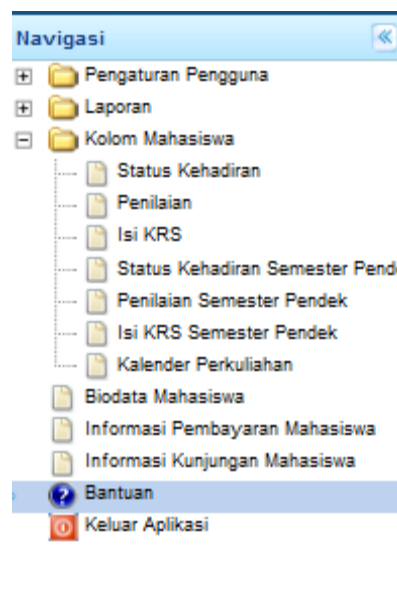 Navigasi
Pengaturan Pengguna
Laporan
Kolom Mahasiswa
Status Kehadiran
Penilaian
Isi KRS
Status Kehadiran Semester Pend
Penilaian Semester Pendek
Isi KRS Semester Pendek
Kalender Perkuliahan
Biodata Mahasiswa
Informasi Pembayaran Mahasiswa
Informasi Kunjungan Mahasiswa
Bantuan
Keluar Aplikasi